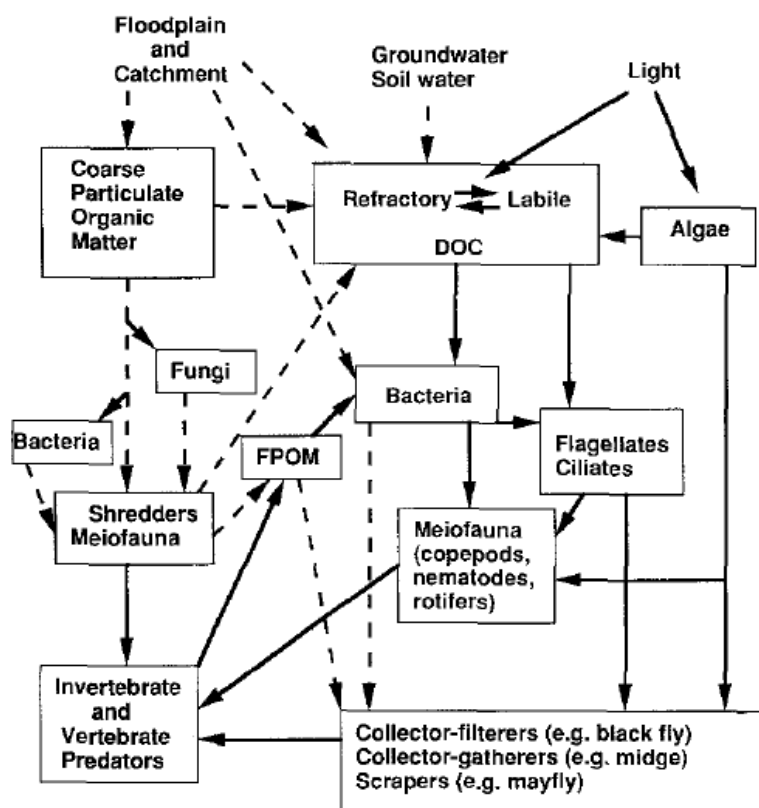 Floodplain
and
Catchment
Groundwater
Soil water
Light
Coarse
Particulate
Organic
Matter
Refractory
Labile
DOC
Algae
Fungi
Bacteria
Bacteria
FPOM
Flagellates
Ciliates
Shredders
Meiofauna
Meiofauna
(copepods,
nematodes,
rotifers)
Invertebrate
and
Vertebrate
Predators
Collector-filterers (e.g. black fly)
Collector-gatherers (e.g. midge)
Scrapers (e.g. mayfly)